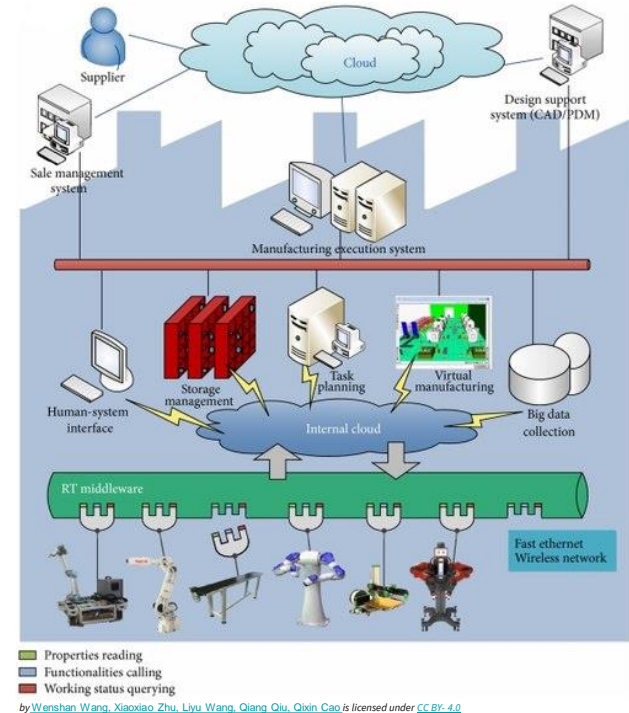 Cloud
Supplier
Design support
system (CAD/PDM)
Sale management
system
Manufacturing execution system
Storage
management
Task
planning
Virtual
manufacturing
Human-system
interface
Big data
collection
Internal cloud
RT middleware
Fast ethernet
Wireless network
Properties reading
Functionalities calling
Working status querying
by Wenshan Wang, Xiaoxiao Zhu, Liyu Wang, Qiang Qiu, Qixin Cao is licensed under CC BY- 4.0